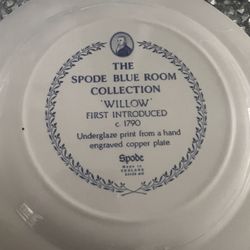 THE
SPODE BLUE ROOM
COLLECTION
'WILLOW'
FIRST INTRODUCED
c. 1790
Underglaze print from a hand
engraved copper plate
Spode
Made in
ENGLAND